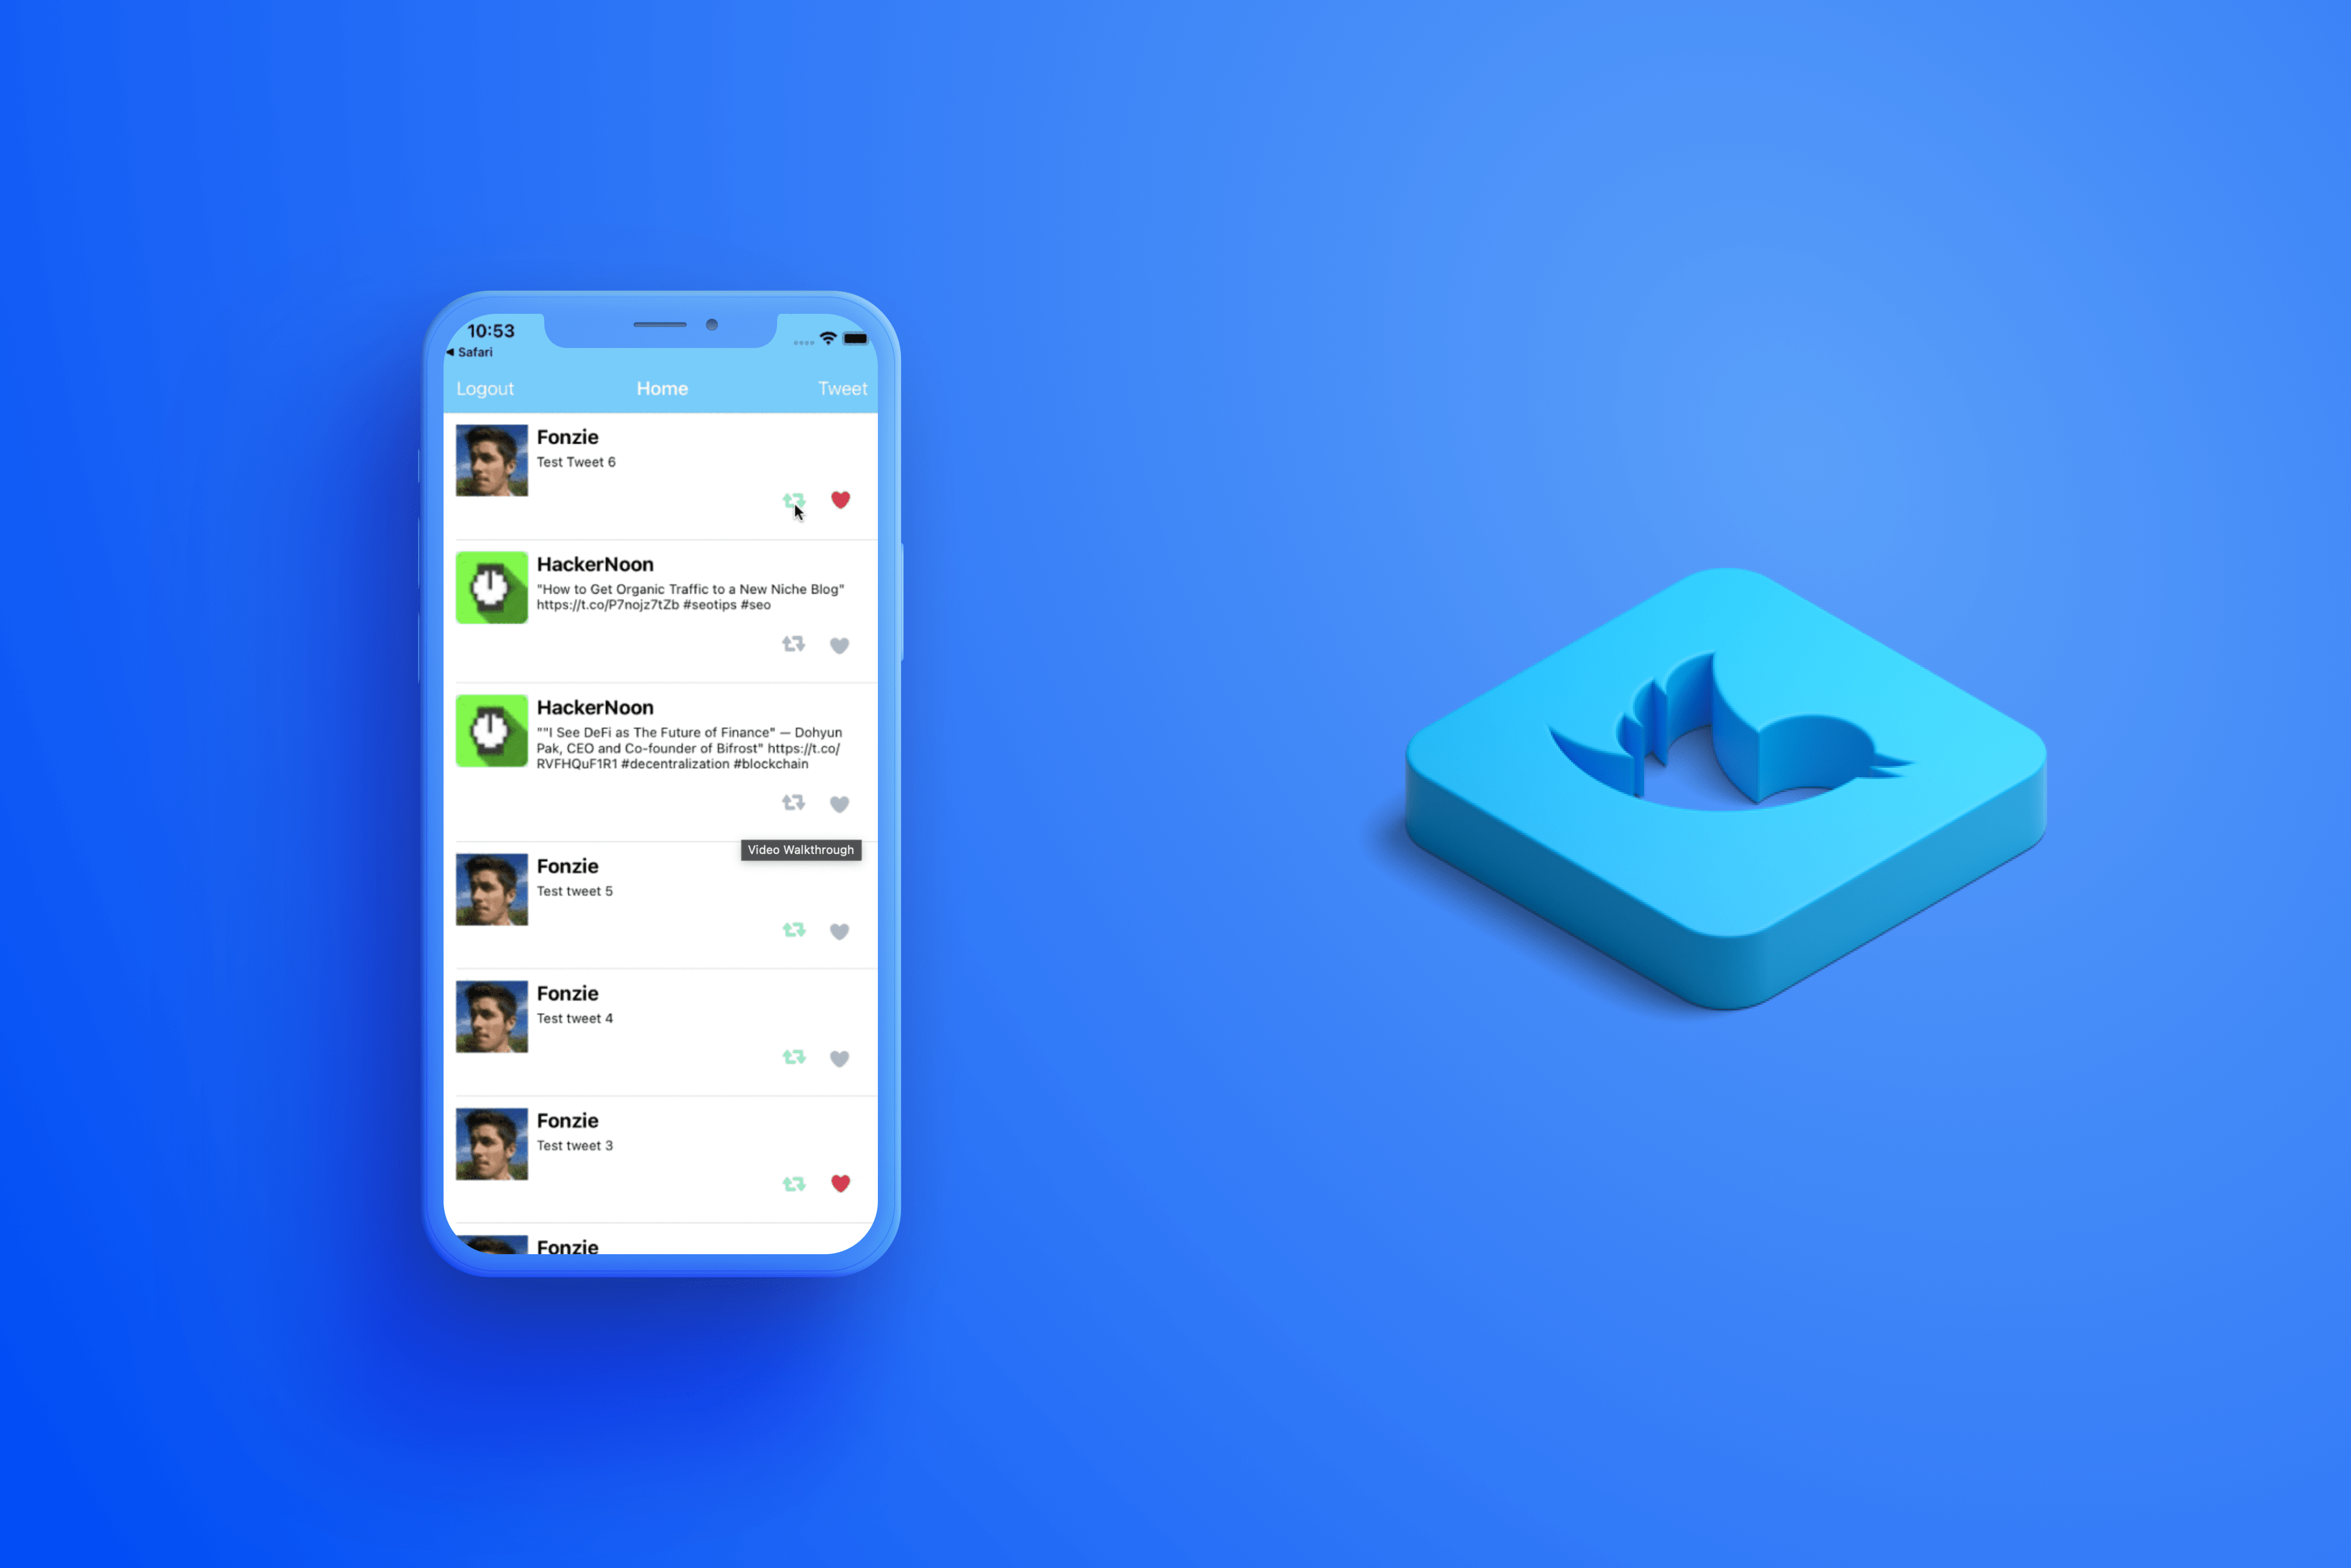 10:53
◀ Safari
Logout
Home
Tweet
Fonzie
Test Tweet 6
HackerNoon
"How to Get Organic Traffic to a New Niche Blog"
https://t.co/P7nojz7tZb #seotips #seo
HackerNoon
""I See DeFi as The Future of Finance" — Dohyun
Pak, CEO and Co-founder of Bifrost" https://t.co/
RVFHQuF1R1 #decentralization #blockchain
Video Walkthrough
Fonzie
Test tweet 5
Fonzie
Test tweet 4
Fonzie
Test tweet 3
Fonzie